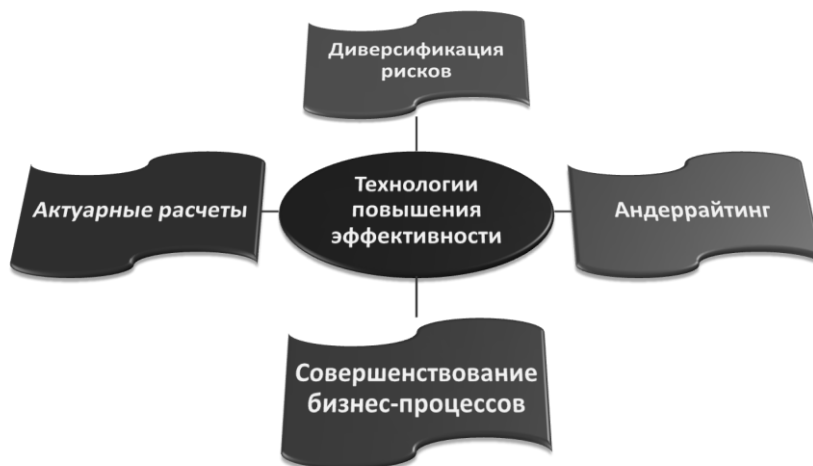 Диверсификация
рисков
Актуарные расчеты
Технологии
повышения
эффективности
Андеррайтинг
Совершенствование
бизнес-процессов